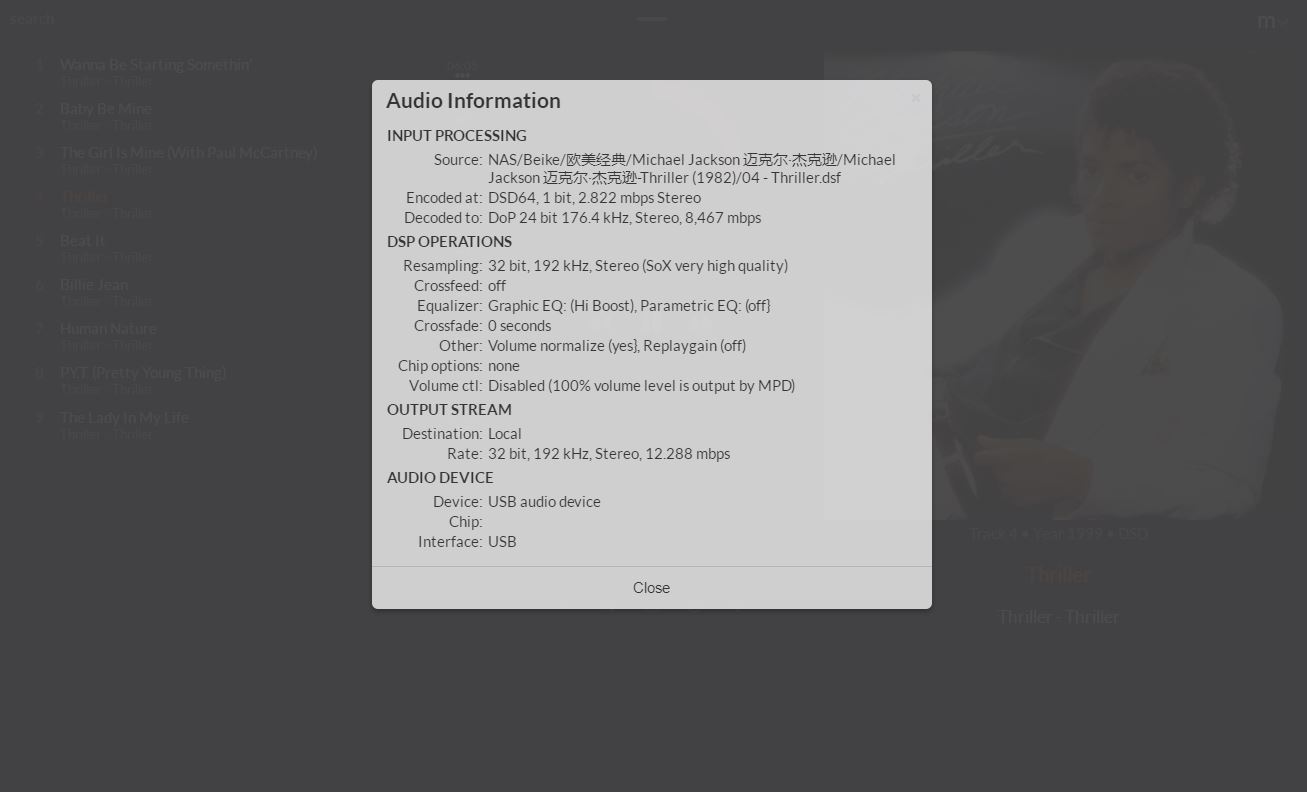 search
m
1 Wanna Be Starting Somethin'
Thriller - Thriller
2 Baby Be Mine
Thriller - Thriller
3 The Girl Is Mine (With Paul McCartney)
Thriller - Thriller
4 Thriller
Thriller - Thriller
5 Beat It
Thriller - Thriller
6 Billie Jean
Thriller - Thriller
7 Human Nature
Thriller - Thriller
8 P.Y.T. (Pretty Young Thing)
Thriller - Thriller
9 The Lady In My Life
Thriller - Thriller
06:05
Audio Information
×
INPUT PROCESSING
Source: NAS/Beike/欧美经典/Michael Jackson 迈克尔·杰克逊/Michael
Jackson 迈克尔·杰克逊-Thriller (1982)/04 - Thriller.dsf
Encoded at: DSD64, 1 bit, 2.822 mbps Stereo
Decoded to: DoP 24 bit 176.4 kHz, Stereo, 8,467 mbps
DSP OPERATIONS
Resampling: 32 bit, 192 kHz, Stereo (SoX very high quality)
Crossfeed: off
Equalizer: Graphic EQ: (Hi Boost), Parametric EQ: (off}
Crossfade: 0 seconds
Other: Volume normalize (yes}, Replaygain (off)
Chip options: none
Volume ctl: Disabled (100% volume level is output by MPD)
OUTPUT STREAM
Destination: Local
Rate: 32 bit, 192 kHz, Stereo, 12.288 mbps
AUDIO DEVICE
Device: USB audio device
Chip:
Interface: USB
Close
Track 4 • Year 1999 • DSD
Thriller
Thriller - Thriller